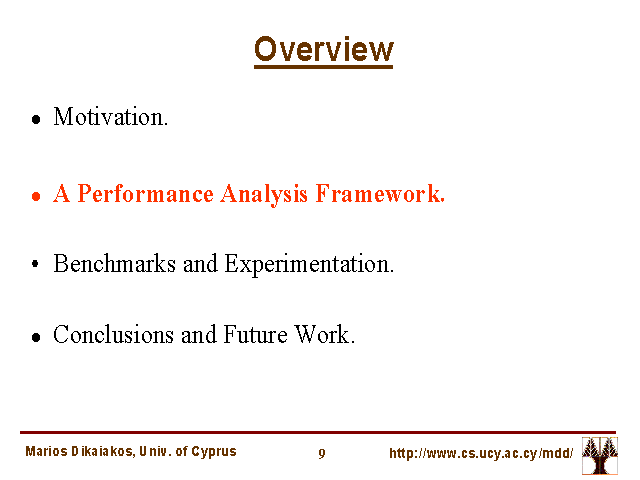 Overview
• Motivation.
• A Performance Analysis Framework.
• Benchmarks and Experimentation.
• Conclusions and Future Work.
Marios Dikaiakos, Univ. of Cyprus 9 http://www.cs.ucy.ac.cy/mdd/